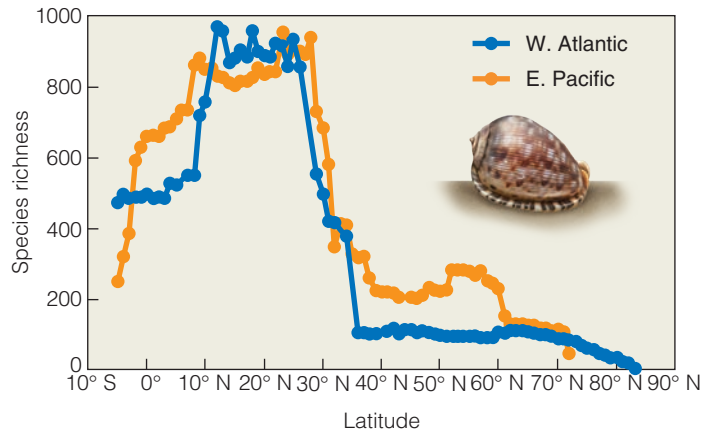 1000
800
600
400
200
0
Species richness
W. Atlantic
E. Pacific
10° S 0° 10° N 20° N 30° N 40° N 50° N 60° N 70° N 80° N 90° N
Latitude